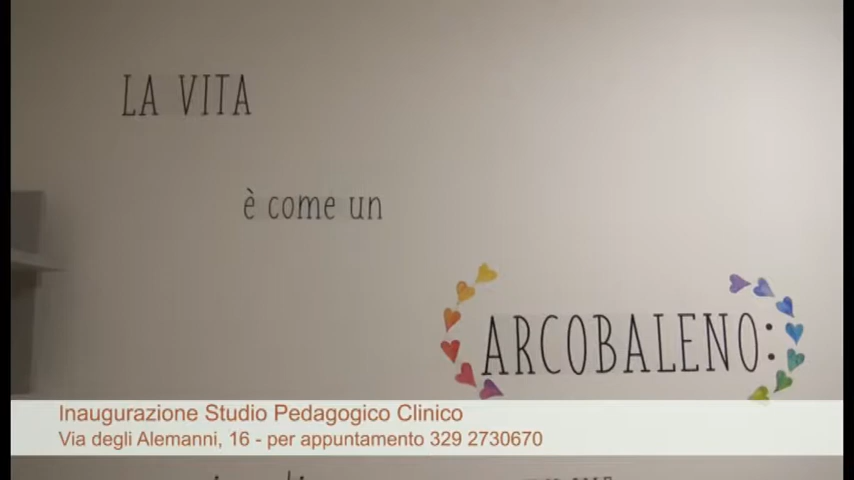 LA VITA
è come un
ARCOBALENO:
Inaugurazione Studio Pedagogico Clinico
Via degli Alemanni, 16 - per appuntamento 329 2730670